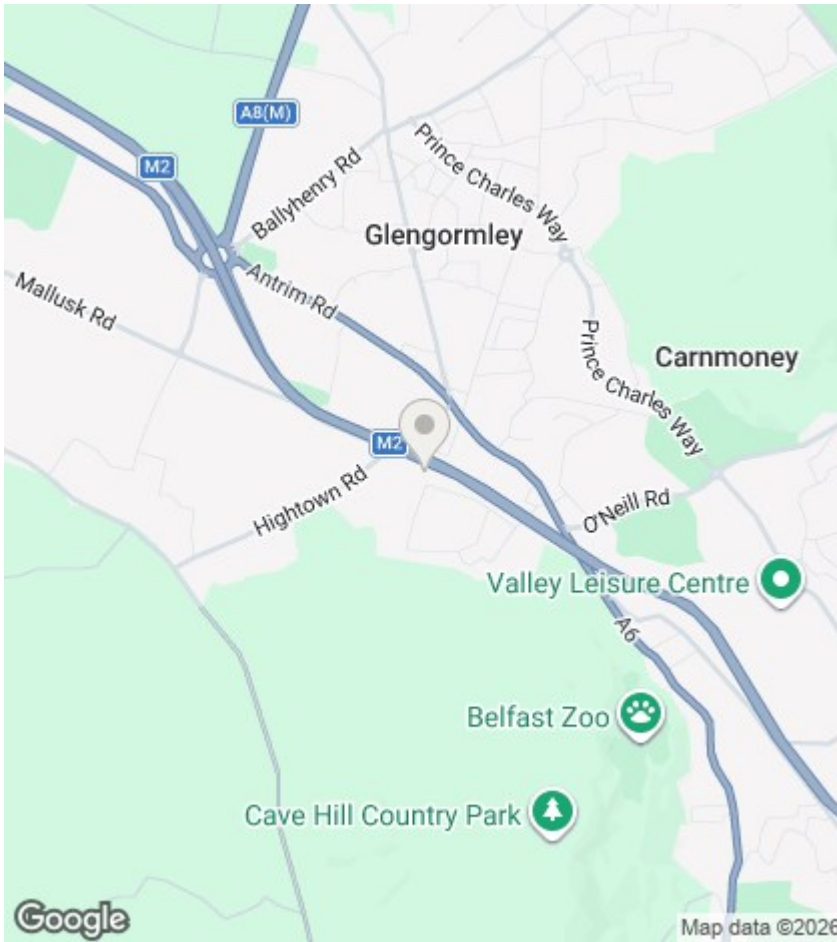 A8(M)
M2
Ballyhenry Rd
Prince Charles Way
Glengormley
Antrim Rd
Mallusk Rd
Prince Charles Way
Carnmoney
M2
Hightown Rd
O'Neill Rd
Valley Leisure Centre
A6
Belfast Zoo
Cave Hill Country Park
Google
Map data ©2026